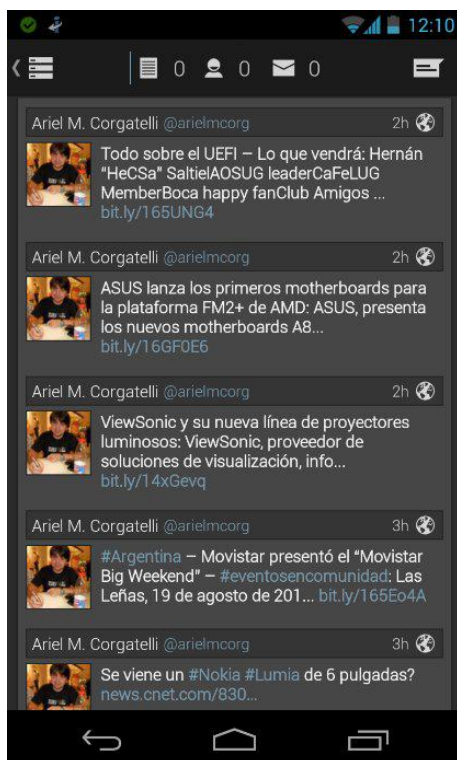 12:10
0 0 0
Ariel M. Corgatelli @arielmcorg 2h
Todo sobre el UEFI – Lo que vendrá: Hernán
"HeCSa" SaltielAOSUG leaderCaFeLUG
MemberBoca happy fanClub Amigos ...
bit.ly/165UNG4
Ariel M. Corgatelli @arielmcorg 2h
ASUS lanza los primeros motherboards para
la plataforma FM2+ de AMD: ASUS, presenta
los nuevos motherboards A8...
bit.ly/16GF0E6
Ariel M. Corgatelli @arielmcorg 2h
ViewSonic y su nueva línea de proyectores
luminosos: ViewSonic, proveedor de
soluciones de visualización, info...
bit.ly/14xGevq
Ariel M. Corgatelli @arielmcorg 3h
#Argentina – Movistar presentó el "Movistar
Big Weekend" – #eventosencomunidad: Las
Leñas, 19 de agosto de 201... bit.ly/165Eo4A
Ariel M. Corgatelli @arielmcorg 3h
Se viene un #Nokia #Lumia de 6 pulgadas?
news.cnet.com/830...